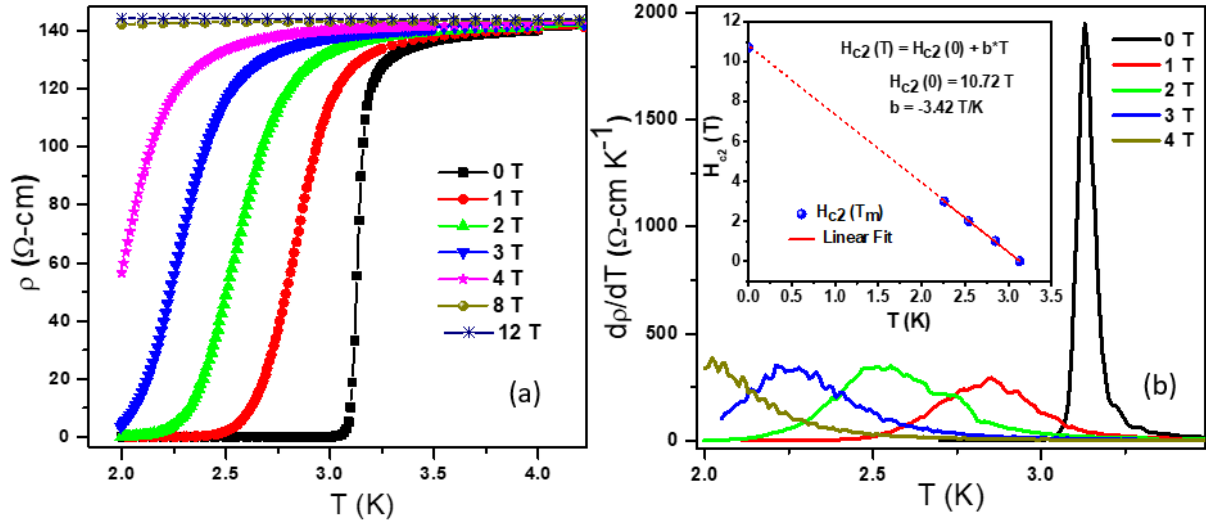 140
120
100
80
60
40
20
0
ρ (Ω-cm)
2.0 2.5 3.0 3.5 4.0
T (K)
0 T
1 T
2 T
3 T
4 T
8 T
12 T
(a)
2000
1500
1000
500
0
dρ/dT (Ω-cm K⁻¹)
2.0 2.5 3.0
T (K)
0 T
1 T
2 T
3 T
4 T
(b)
12
10
8
6
4
2
0
H_c2 (T)
0.0 0.5 1.0 1.5 2.0 2.5 3.0 3.5
T (K)
H_c2 (T) = H_c2 (0) + b*T
H_c2 (0) = 10.72 T
b = -3.42 T/K
H_c2 (T_m)
Linear Fit